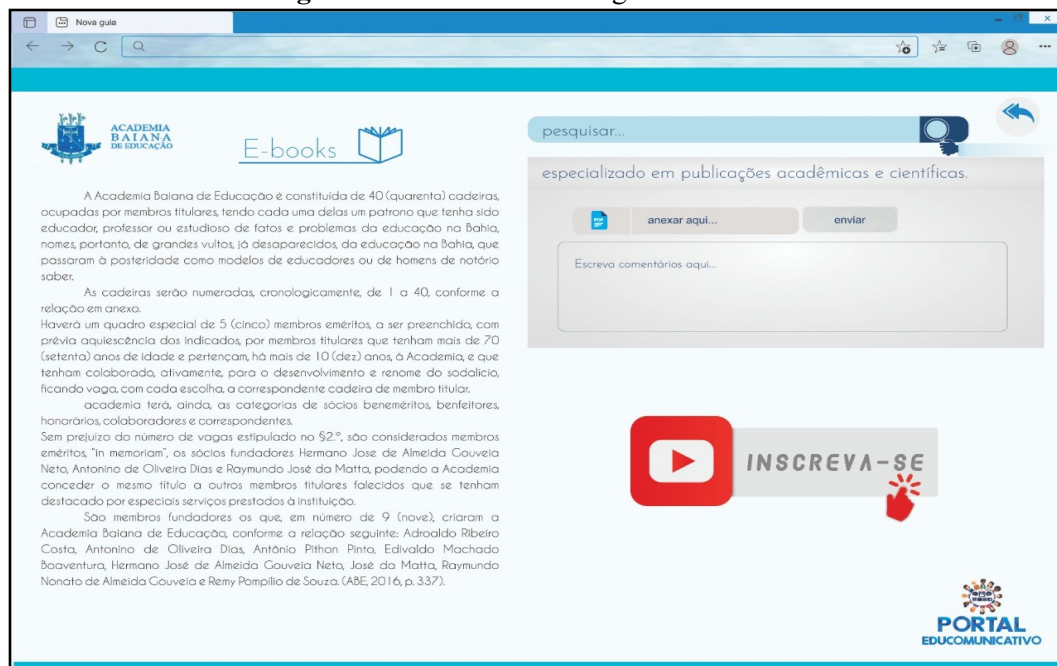 Nova guia
ACADEMIA
BAIANA
DE EDUCAÇÃO
E-books
A Academia Baiana de Educação é constituída de 40 (quarenta) cadeiras,
ocupadas por membros titulares, tendo cada uma delas um patrono que tenha sido
educador, professor ou estudioso de fatos e problemas da educação na Bahia,
nomes, portanto, de grandes vultos, já desaparecidos, da educação na Bahia, que
passaram à posteridade como modelos de educadores ou de homens de notório
saber.
As cadeiras serão numeradas, cronologicamente, de 1 a 40, conforme a
relação em anexo.
Haverá um quadro especial de 5 (cinco) membros eméritos, a ser preenchido, com
prévia aquiescência dos indicados, por membros titulares que tenham mais de 70
(setenta) anos de idade e pertençam, há mais de 10 (dez) anos, à Academia, e que
tenham colaborado, ativamente, para o desenvolvimento e renome do sodalício,
ficando vaga, com cada escolha, a correspondente cadeira de membro titular.
academia terá, ainda, as categorias de sócios beneméritos, benfeitores,
honorários, colaboradores e correspondentes.
Sem prejuizo do número de vagas estipulado no §2.º, são considerados membros
eméritos, "in memoriam", os sócios fundadores Hermano Jose de Almeida Gouveia
Neto, Antonino de Oliveira Dias e Raymundo José da Matta, podendo a Academia
conceder o mesmo título a outros membros titulares falecidos que se tenham
destacado por especiais serviços prestados à instituição.
São membros fundadores os que, em número de 9 (nove), criaram a
Academia Baiana de Educação, conforme a relação seguinte: Adroaldo Ribeiro
Costa, Antonino de Oliveira Dias, Antônio Pithon Pinto, Edivaldo Machado
Boaventura, Hermano José de Almeida Gouveia Neto, José da Matta, Raymundo
Nonato de Almeida Gouveia e Remy Pompílio de Souza. (ABE, 2016, p. 337).
pesquisar...
especializado em publicações acadêmicas e científicas.
PDF
anexar aqui...
enviar
Escreva comentários aqui...
INSCREVA-SE
PORTAL
EDUCOMUNICATIVO